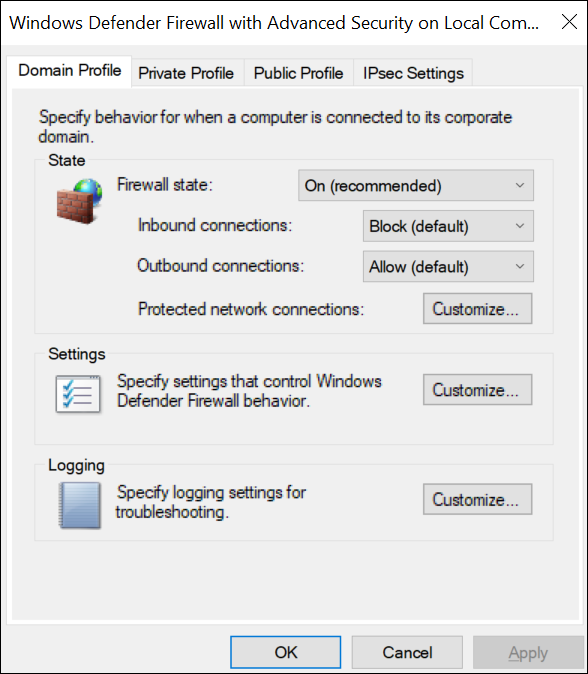 Windows Defender Firewall with Advanced Security on Local Com...
Domain Profile
Private Profile
Public Profile
IPsec Settings
Specify behavior for when a computer is connected to its corporate
domain.
State
Firewall state:
On (recommended)
Inbound connections:
Block (default)
Outbound connections:
Allow (default)
Protected network connections:
Customize...
Settings
Specify settings that control Windows
Defender Firewall behavior.
Customize...
Logging
Specify logging settings for
troubleshooting.
Customize...
OK
Cancel
Apply